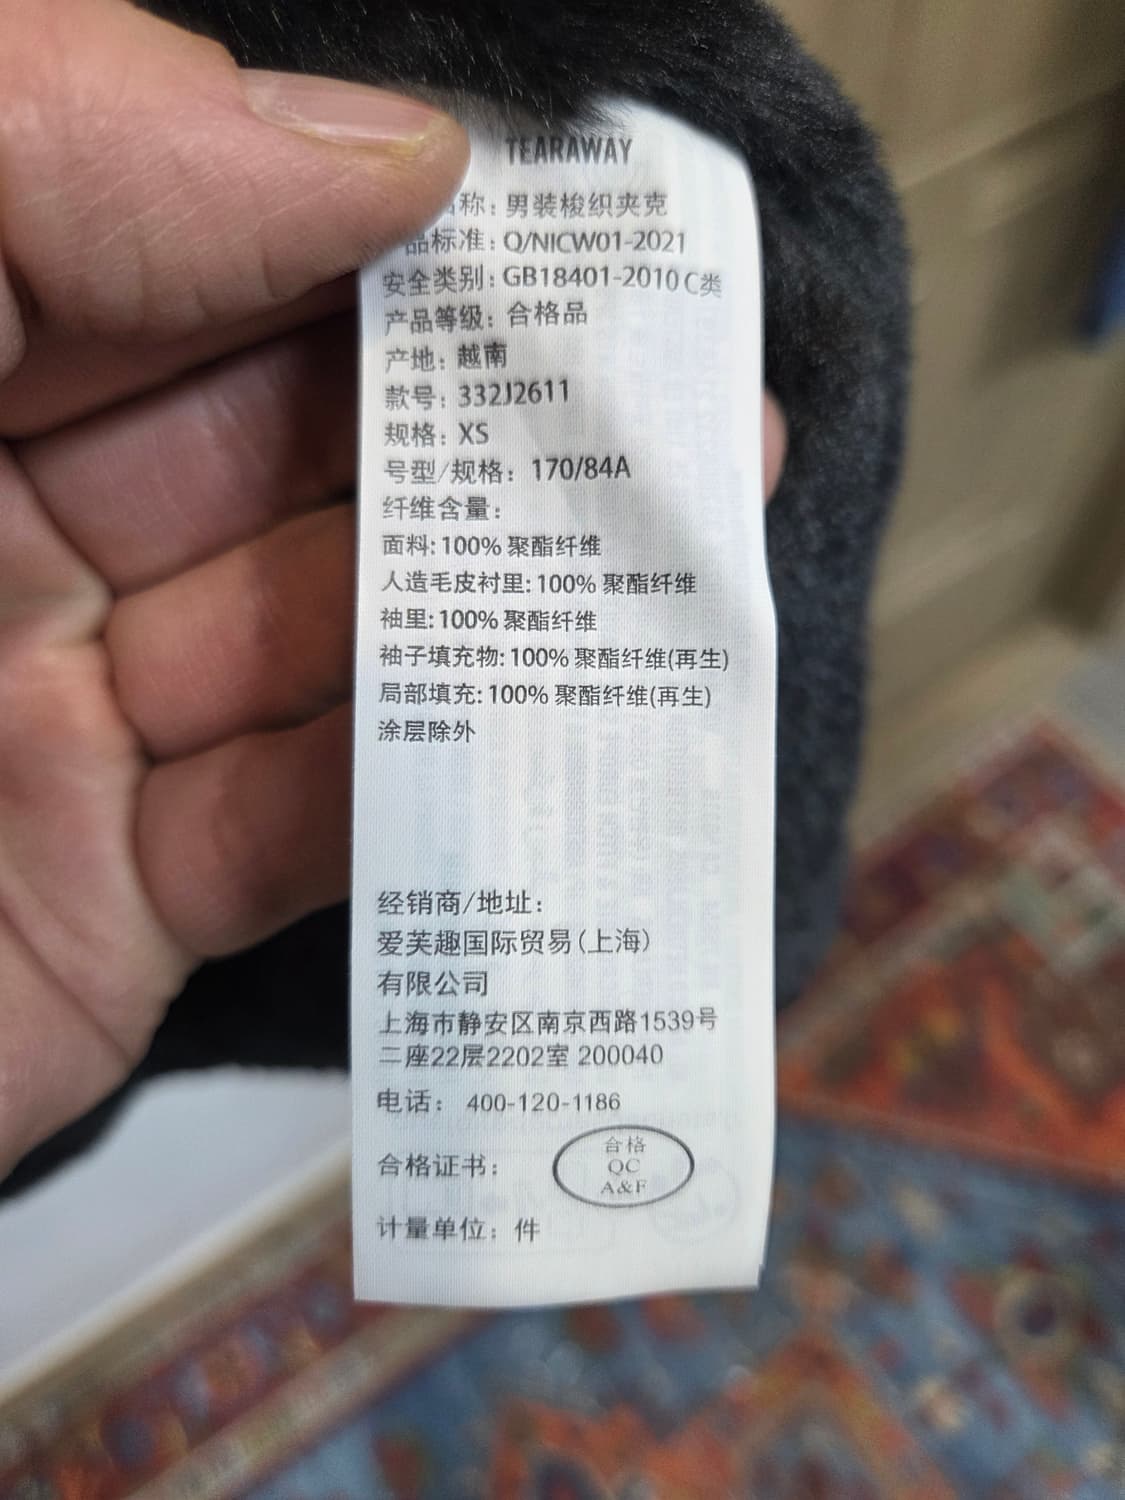 TEARAWAY
称: 男装梭织夹克
品标准: Q/NICW01-2021
安全类别: GB18401-2010 C类
产品等级: 合格品
产地: 越南
款号: 332J2611
规格: XS
号型/规格: 170/84A
纤维含量:
面料: 100% 聚酯纤维
人造毛皮衬里: 100% 聚酯纤维
袖里: 100% 聚酯纤维
袖子填充物: 100% 聚酯纤维(再生)
局部填充: 100% 聚酯纤维(再生)
涂层除外
经销商/地址:
爱芙趣国际贸易(上海)
有限公司
上海市静安区南京西路1539号
二座22层2202室 200040
电话: 400-120-1186
合格证书:
合格
QC
A&F
计量单位: 件